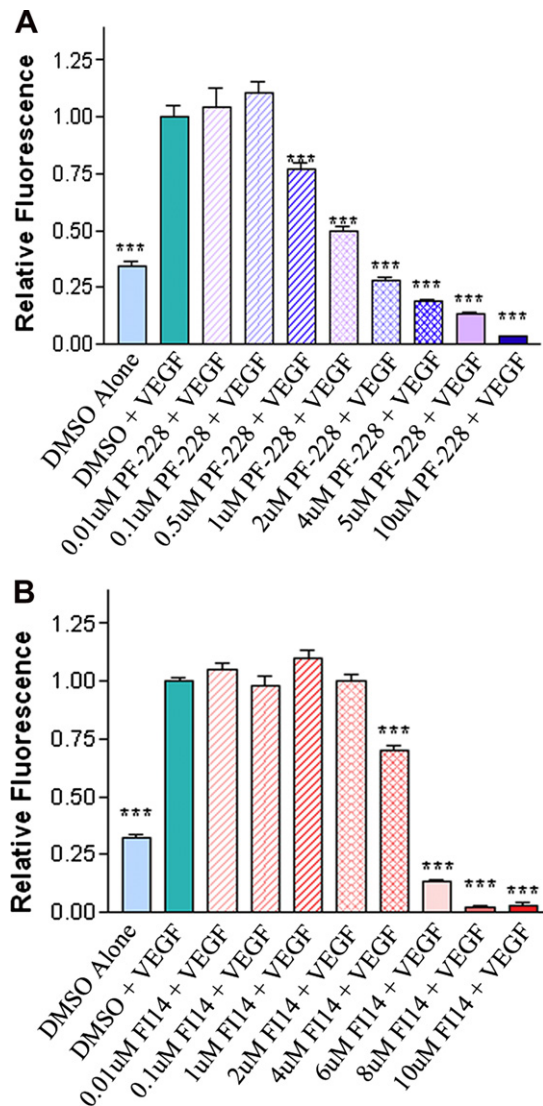 A
Relative Fluorescence
1.25
1.00
0.75
0.50
0.25
0.00
***
***
***
***
***
***
***
DMSO Alone
DMSO + VEGF
0.01uM PF-228 + VEGF
0.1uM PF-228 + VEGF
0.5uM PF-228 + VEGF
1uM PF-228 + VEGF
2uM PF-228 + VEGF
4uM PF-228 + VEGF
5uM PF-228 + VEGF
10uM PF-228 + VEGF
B
Relative Fluorescence
1.25
1.00
0.75
0.50
0.25
0.00
***
***
***
***
***
DMSO Alone
DMSO + VEGF
0.01uM FI14 + VEGF
0.1uM FI14 + VEGF
1uM FI14 + VEGF
2uM FI14 + VEGF
4uM FI14 + VEGF
6uM FI14 + VEGF
8uM FI14 + VEGF
10uM FI14 + VEGF